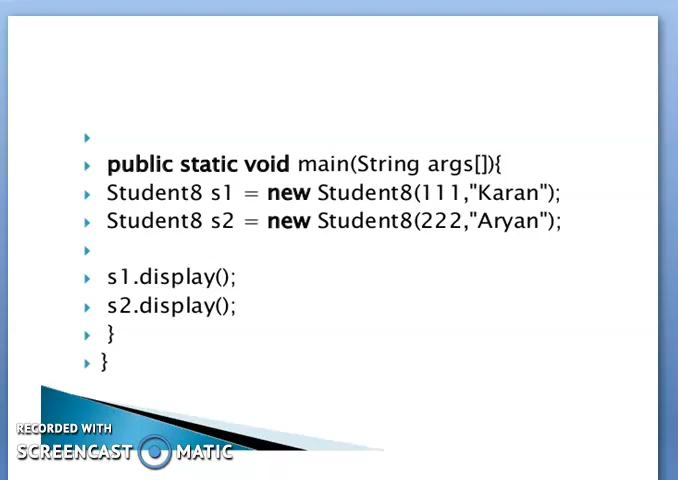 public static void main(String args[]){
Student8 s1 = new Student8(111,"Karan");
Student8 s2 = new Student8(222,"Aryan");
s1.display();
s2.display();
}
}
RECORDED WITH
SCREENCAST MATIC